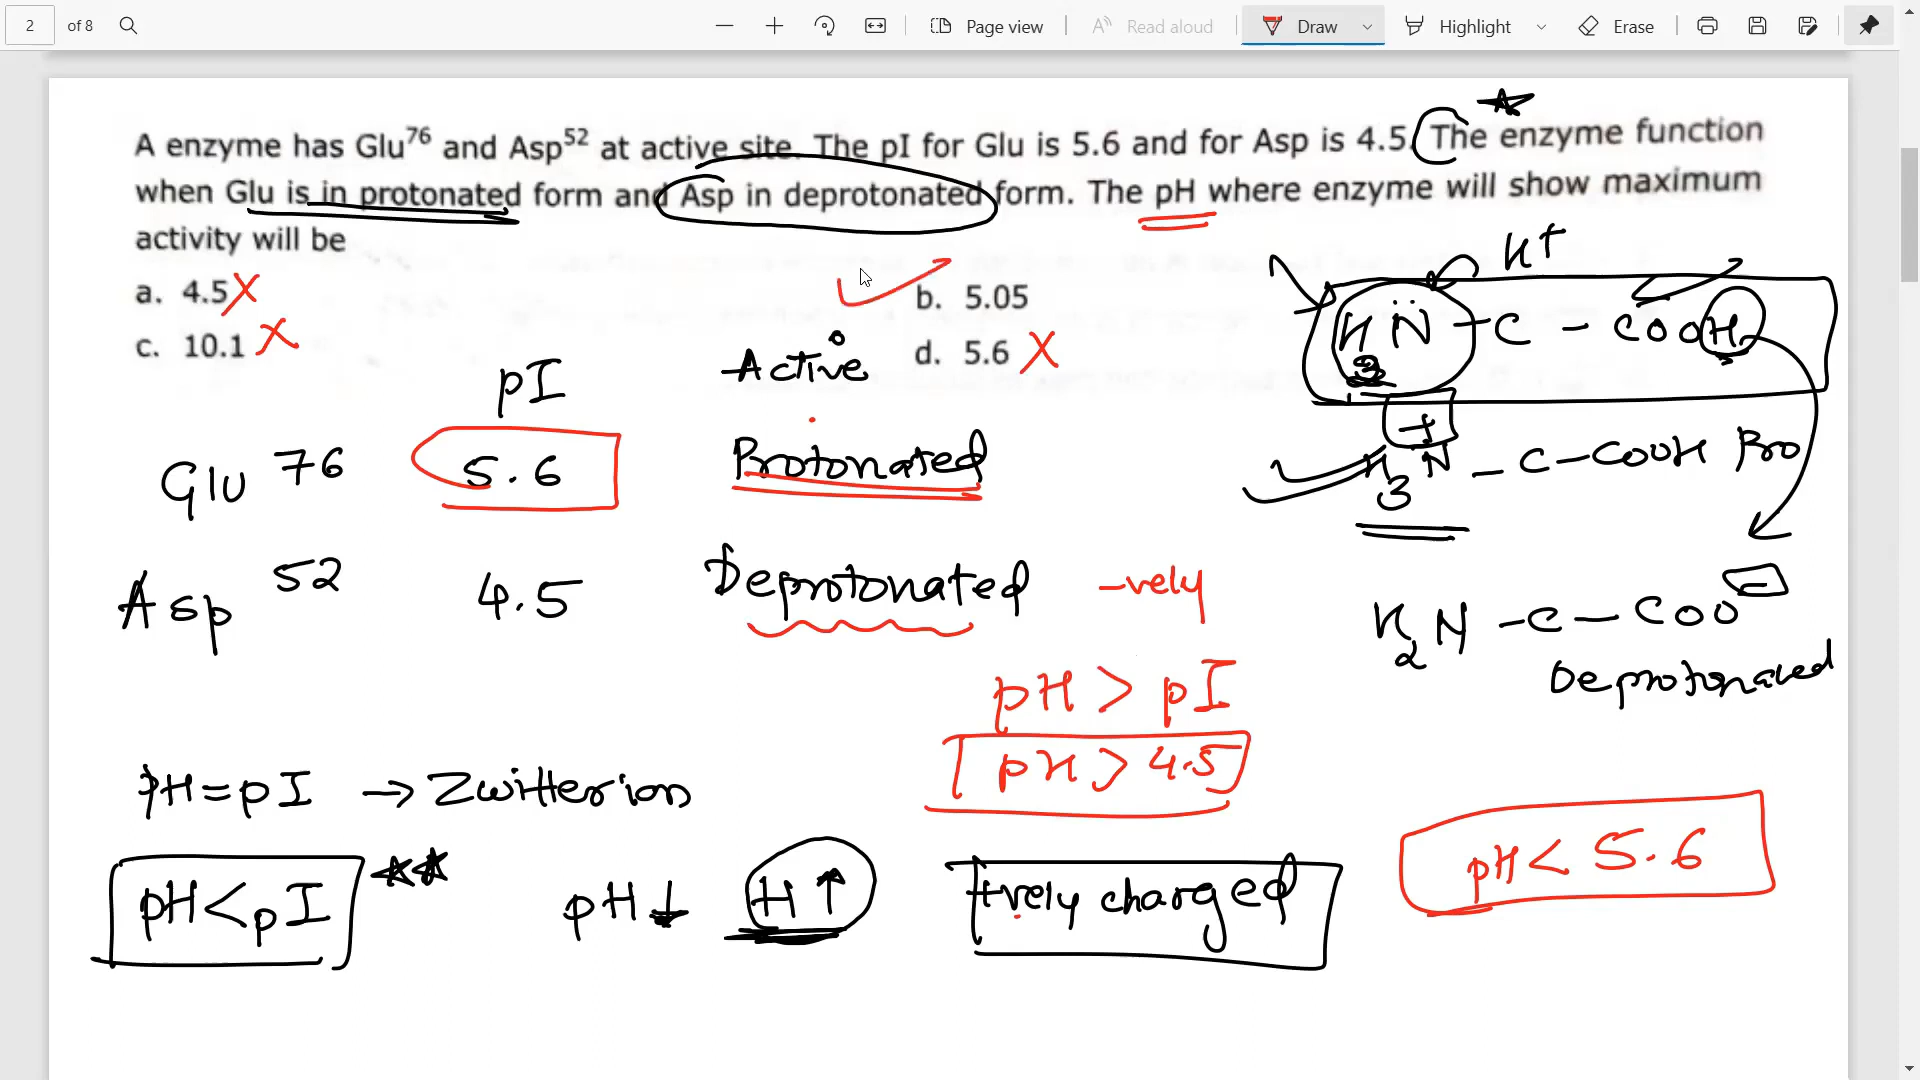 2 of 8 Page view Read aloud Draw Highlight Erase
A enzyme has Glu⁷⁶ and Asp⁵² at active site. The pI for Glu is 5.6 and for Asp is 4.5. The enzyme function
when Glu is in protonated form and Asp in deprotonated form. The pH where enzyme will show maximum
activity will be
H⁺
a. 4.5 X
b. 5.05
H₃N̈ – C – COOH
c. 10.1 X
d. 5.6 X
pI Active
+
H₃N – C – COOH Pro
Glu 76 5.6 Protonated
Asp 52 4.5 Deprotonated -vely
H₂N – C – COO⁻
Deprotonated
pH > pI
pH > 4.5
pH = pI → Zwitterion
pH < pI pH↓ H↑ +vely charged pH < 5.6